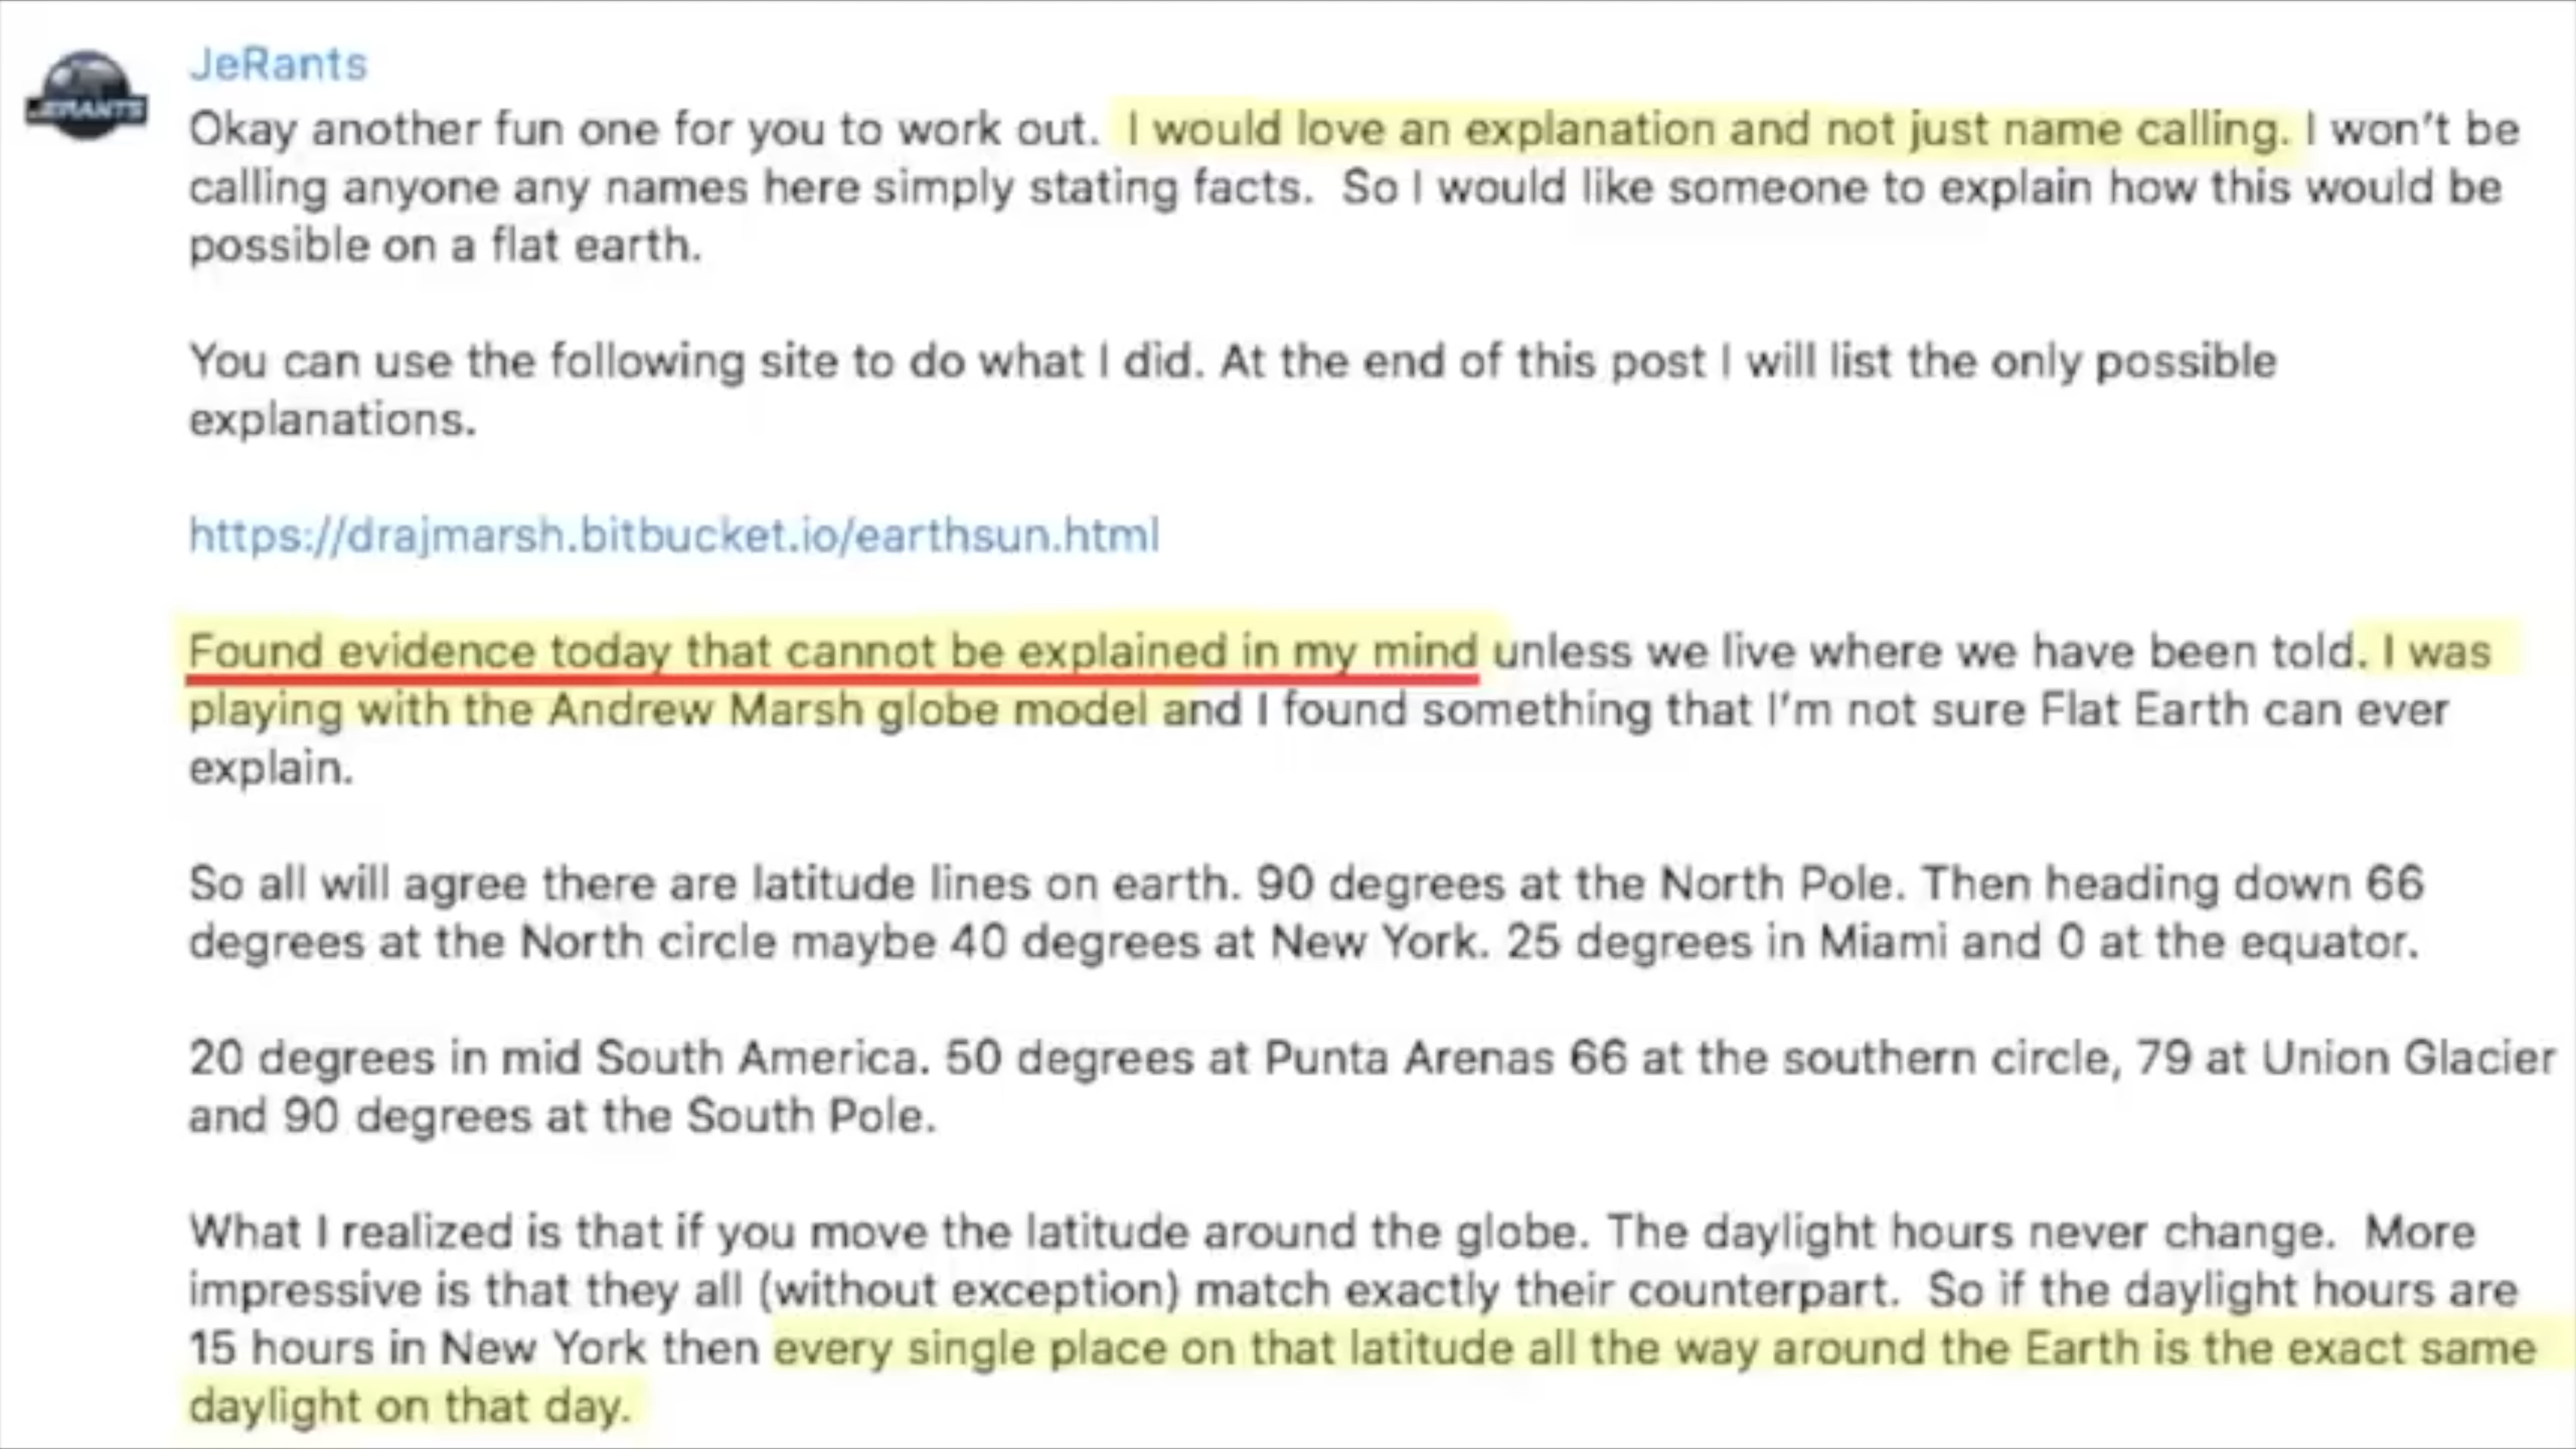 JeRants
JERANTS
Okay another fun one for you to work out. I would love an explanation and not just name calling. I won't be
calling anyone any names here simply stating facts. So I would like someone to explain how this would be
possible on a flat earth.
You can use the following site to do what I did. At the end of this post I will list the only possible
explanations.
https://drajmarsh.bitbucket.io/earthsun.html
Found evidence today that cannot be explained in my mind unless we live where we have been told. I was
playing with the Andrew Marsh globe model and I found something that I'm not sure Flat Earth can ever
explain.
So all will agree there are latitude lines on earth. 90 degrees at the North Pole. Then heading down 66
degrees at the North circle maybe 40 degrees at New York. 25 degrees in Miami and 0 at the equator.
20 degrees in mid South America. 50 degrees at Punta Arenas 66 at the southern circle, 79 at Union Glacier
and 90 degrees at the South Pole.
What I realized is that if you move the latitude around the globe. The daylight hours never change. More
impressive is that they all (without exception) match exactly their counterpart. So if the daylight hours are
15 hours in New York then every single place on that latitude all the way around the Earth is the exact same
daylight on that day.